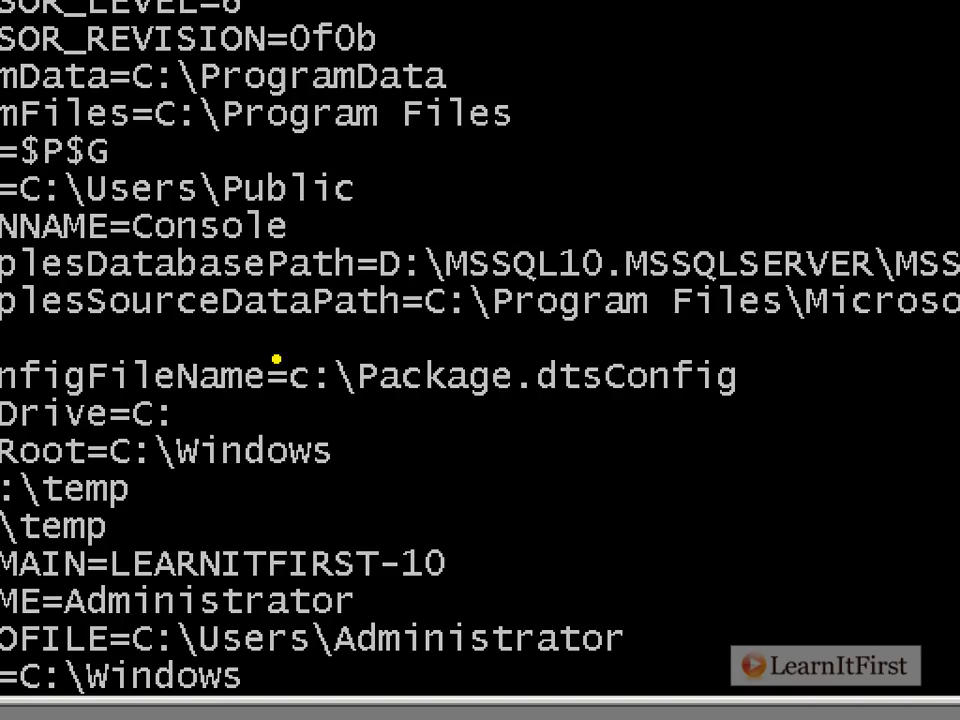 SOR_LEVEL=6
SOR_REVISION=0f0b
mData=C:\ProgramData
mFiles=C:\Program Files
=$P$G
=C:\Users\Public
NNAME=Console
plesDatabasePath=D:\MSSQL10.MSSQLSERVER\MSS
plesSourceDataPath=C:\Program Files\Microso
nfigFileName=c:\Package.dtsConfig
Drive=C:
Root=C:\Windows
:\temp
\temp
MAIN=LEARNITFIRST-10
ME=Administrator
OFILE=C:\Users\Administrator
=C:\Windows
LearnItFirst